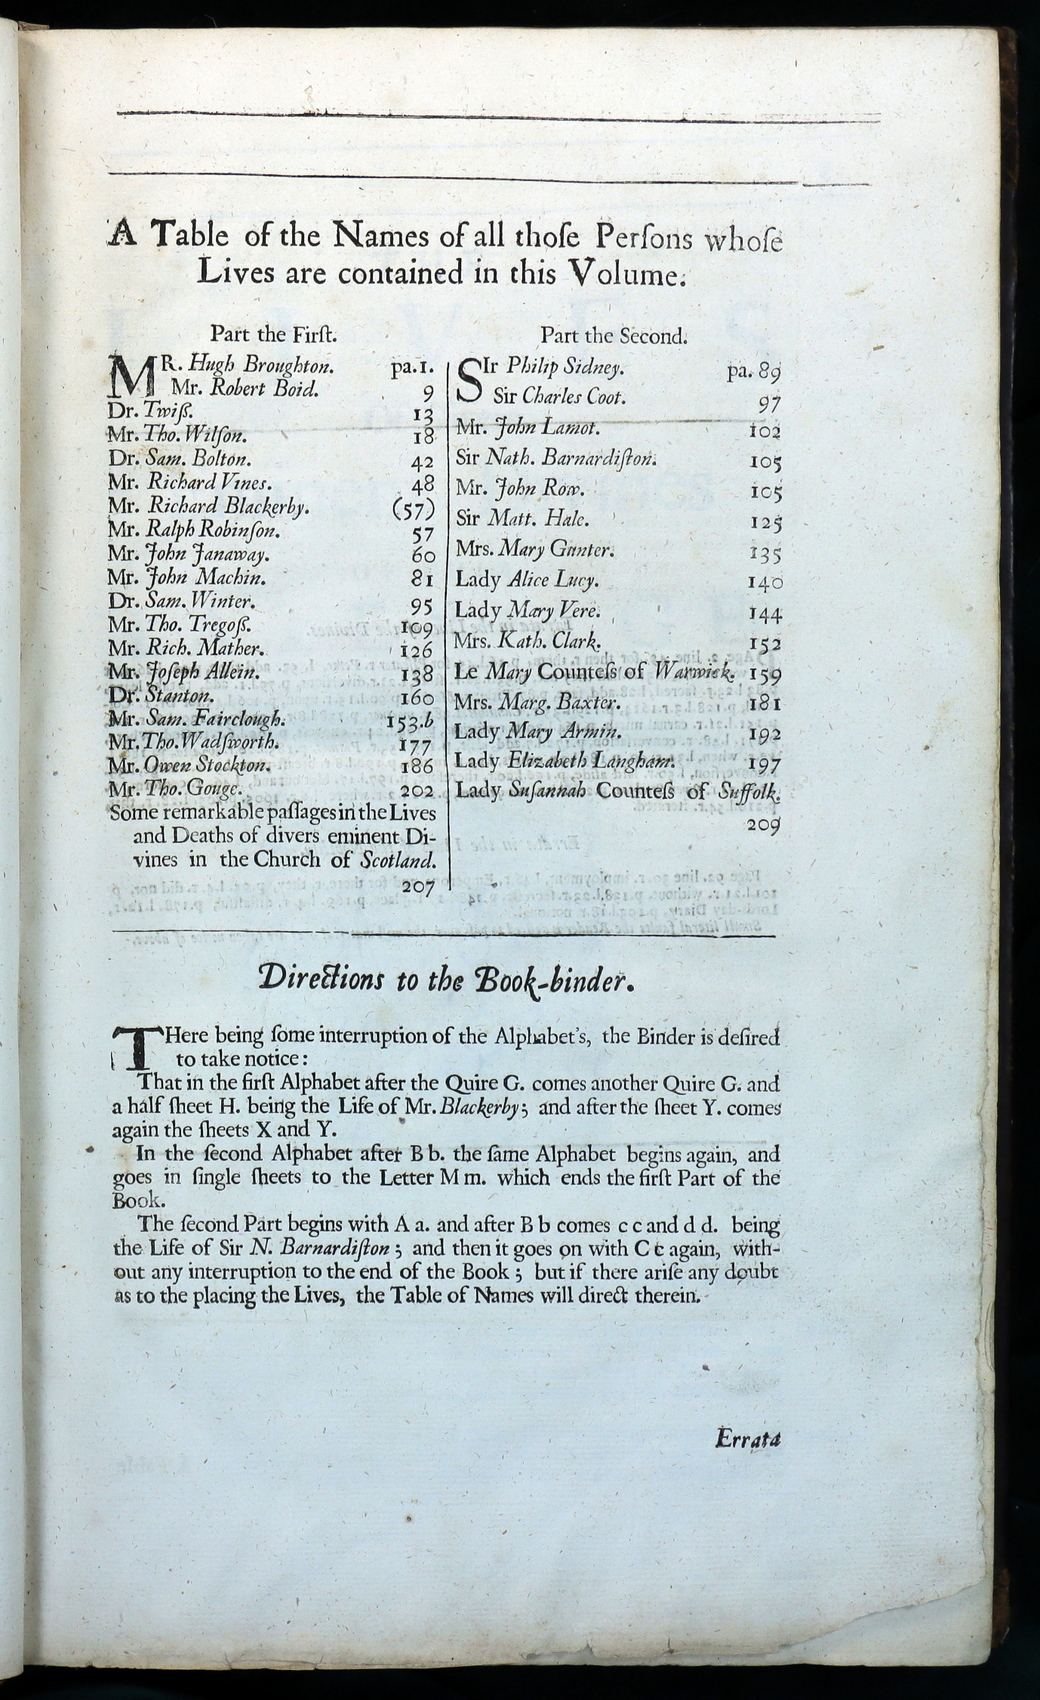 A Table of the Names of all thoſe Perſons whoſe
Lives are contained in this Volume.
Part the Firſt.
MR. Hugh Broughton. pa.1.
Mr. Robert Boid. 9
Dr. Twiſs. 13
Mr. Tho. Wilſon. 18
Dr. Sam. Bolton. 42
Mr. Richard Vines. 48
Mr. Richard Blackerby. (57)
Mr. Ralph Robinſon. 57
Mr. John Janaway. 60
Mr. John Machin. 81
Dr. Sam. Winter. 95
Mr. Tho. Tregoſs. 109
Mr. Rich. Mather. 126
Mr. Joſeph Allein. 138
Dr. Stanton. 160
Mr. Sam. Fairclough. 153.b
Mr. Tho. Wadſworth. 177
Mr. Owen Stockton. 186
Mr. Tho. Gouge. 202
Some remarkable paſſages in the Lives
and Deaths of divers eminent Di-
vines in the Church of Scotland.
207
Part the Second.
SIr Philip Sidney. pa. 89
Sir Charles Coot. 97
Mr. John Lamot. 102
Sir Nath. Barnardiſton. 105
Mr. John Row. 105
Sir Matt. Hale. 125
Mrs. Mary Gunter. 135
Lady Alice Lucy. 140
Lady Mary Vere. 144
Mrs. Kath. Clark. 152
Le Mary Counteſs of Warwick. 159
Mrs. Marg. Baxter. 181
Lady Mary Armin. 192
Lady Elizabeth Langham. 197
Lady Suſannah Counteſs of Suffolk.
209
Directions to the Book-binder.
THere being ſome interruption of the Alphabet's, the Binder is deſired
to take notice:
That in the firſt Alphabet after the Quire G. comes another Quire G. and
a half ſheet H. being the Life of Mr. Blackerby; and after the ſheet Y. comes
again the ſheets X and Y.
In the ſecond Alphabet after B b. the ſame Alphabet begins again, and
goes in ſingle ſheets to the Letter M m. which ends the firſt Part of the
Book.
The ſecond Part begins with A a. and after B b comes c c and d d. being
the Life of Sir N. Barnardiſton; and then it goes on with C c again, with-
out any interruption to the end of the Book; but if there ariſe any doubt
as to the placing the Lives, the Table of Names will direct therein.
Errata